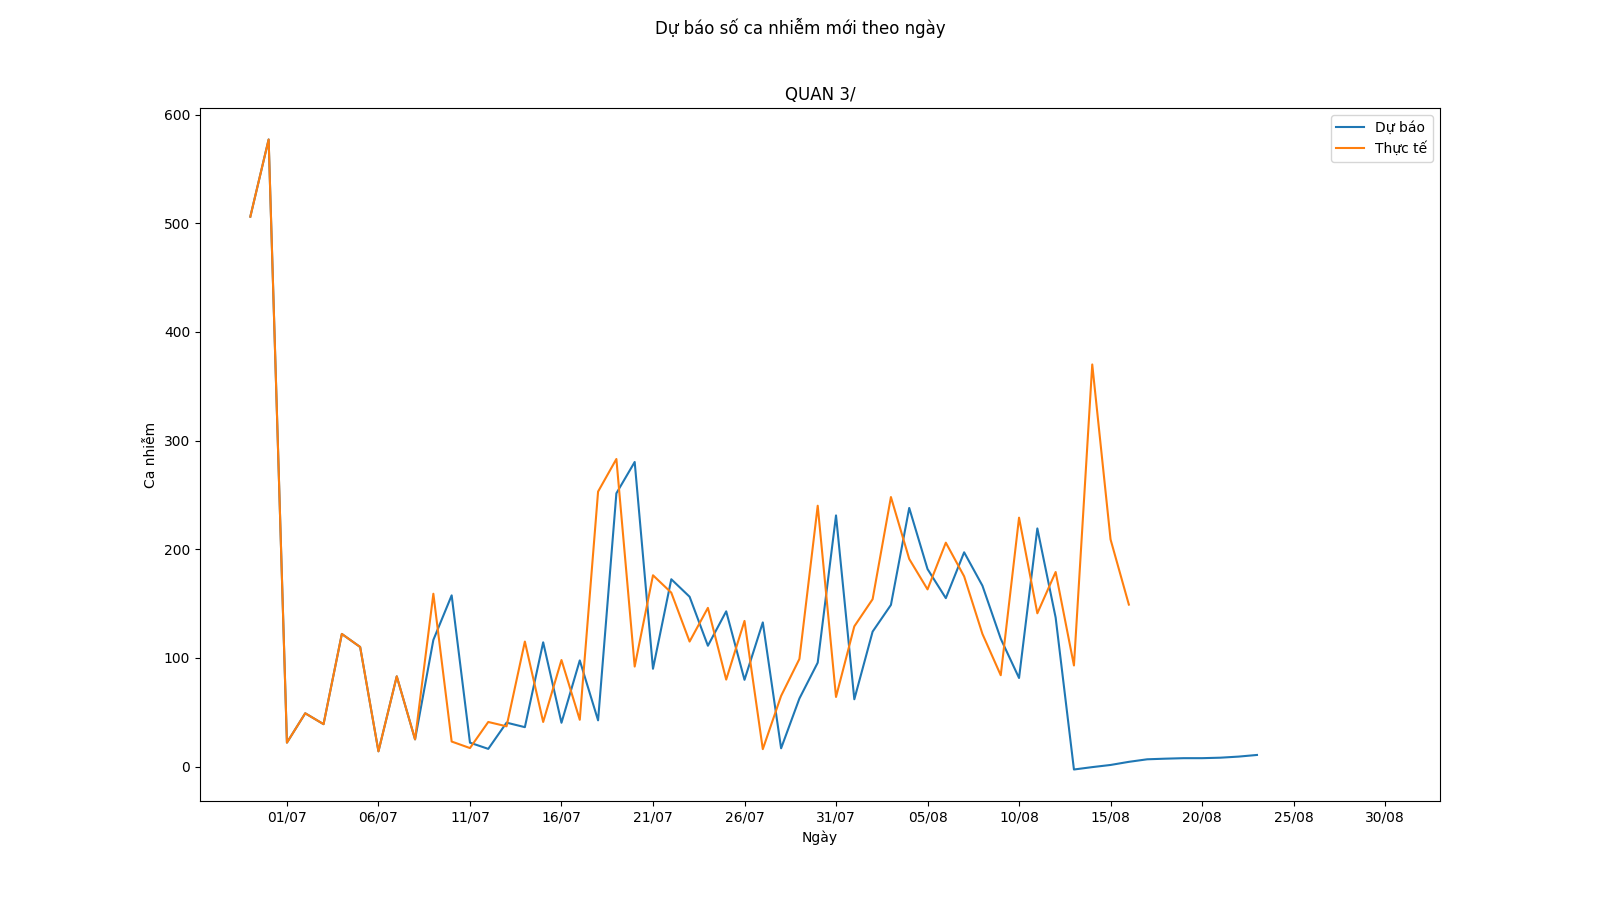 Dự báo số ca nhiễm mới theo ngày
QUAN 3/
Dự báo
Thực tế
600
500
400
300
200
100
0
Ca nhiễm
01/07 06/07 11/07 16/07 21/07 26/07 31/07 05/08 10/08 15/08 20/08 25/08 30/08
Ngày